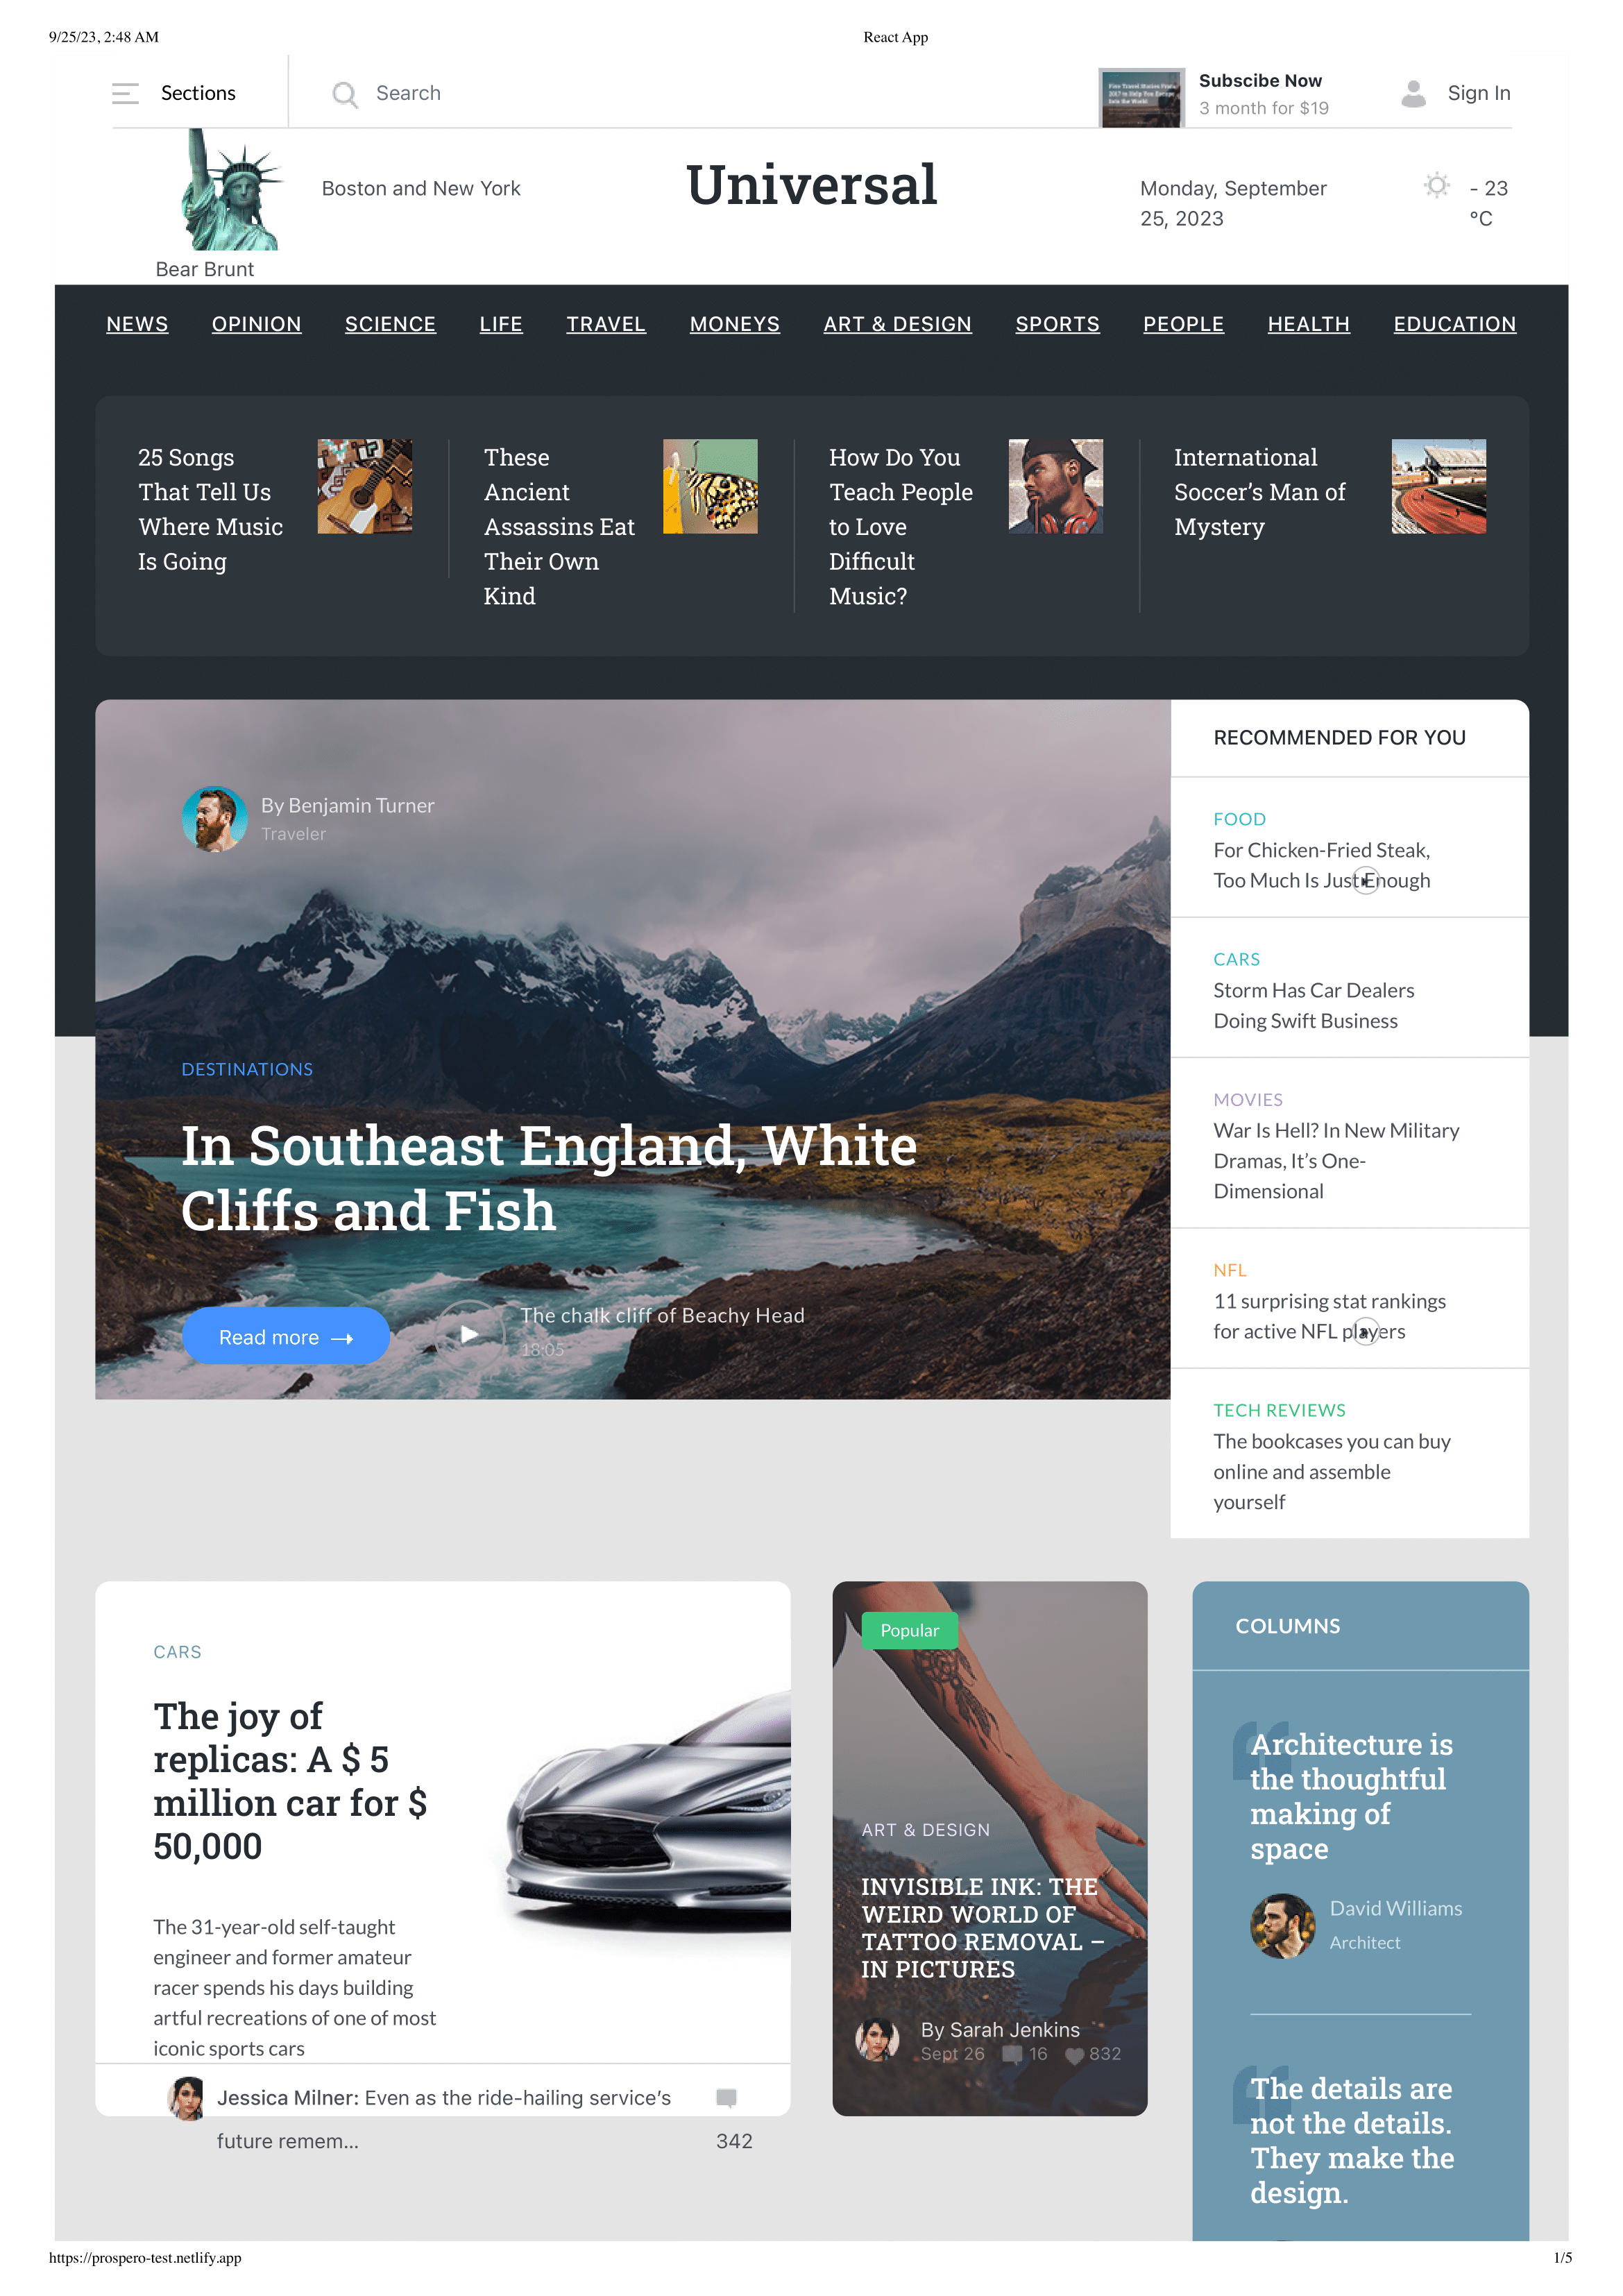 9/25/23, 2:48 AM
React App
Sections
Search
Five Travel Stories From
2017 to Help You Escape
Into the World
Subscibe Now
3 month for $19
Sign In
Boston and New York
Universal
Monday, September
25, 2023
- 23
°C
Bear Brunt
NEWS
OPINION
SCIENCE
LIFE
TRAVEL
MONEYS
ART & DESIGN
SPORTS
PEOPLE
HEALTH
EDUCATION
25 Songs
That Tell Us
Where Music
Is Going
These
Ancient
Assassins Eat
Their Own
Kind
How Do You
Teach People
to Love
Difficult
Music?
International
Soccer’s Man of
Mystery
By Benjamin Turner
Traveler
DESTINATIONS
In Southeast England, White
Cliffs and Fish
Read more
The chalk cliff of Beachy Head
18:05
RECOMMENDED FOR YOU
FOOD
For Chicken-Fried Steak,
Too Much Is Just Enough
CARS
Storm Has Car Dealers
Doing Swift Business
MOVIES
War Is Hell? In New Military
Dramas, It’s One-
Dimensional
NFL
11 surprising stat rankings
for active NFL players
TECH REVIEWS
The bookcases you can buy
online and assemble
yourself
CARS
The joy of
replicas: A $ 5
million car for $
50,000
The 31-year-old self-taught
engineer and former amateur
racer spends his days building
artful recreations of one of most
iconic sports cars
Jessica Milner: Even as the ride-hailing service’s
future remem...
342
Popular
ART & DESIGN
INVISIBLE INK: THE
WEIRD WORLD OF
TATTOO REMOVAL –
IN PICTURES
By Sarah Jenkins
Sept 26
16
832
COLUMNS
Architecture is
the thoughtful
making of
space
David Williams
Architect
The details are
not the details.
They make the
design.
https://prospero-test.netlify.app
1/5